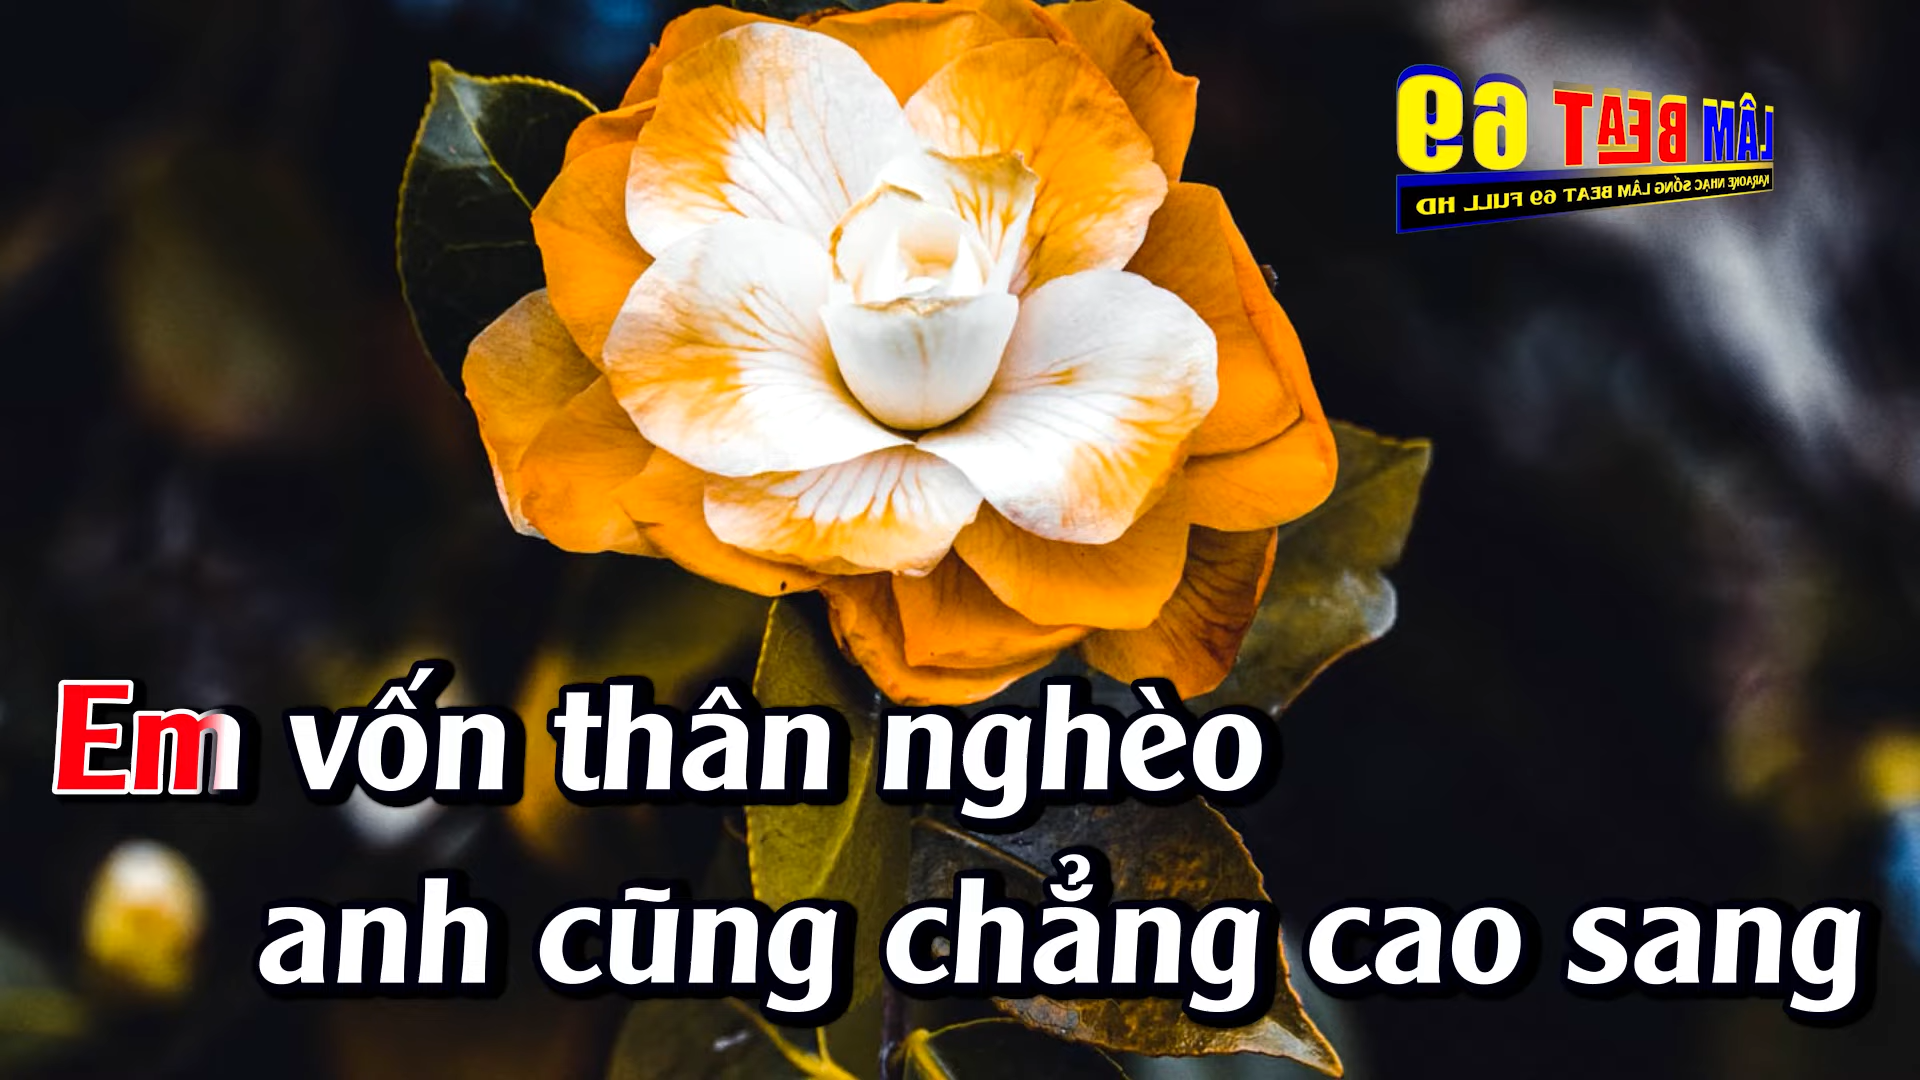 LÂM BEAT 69
KARAOKE NHẠC SỐNG LÂM BEAT 69 FULL HD
Em vốn thân nghèo
anh cũng chẳng cao sang